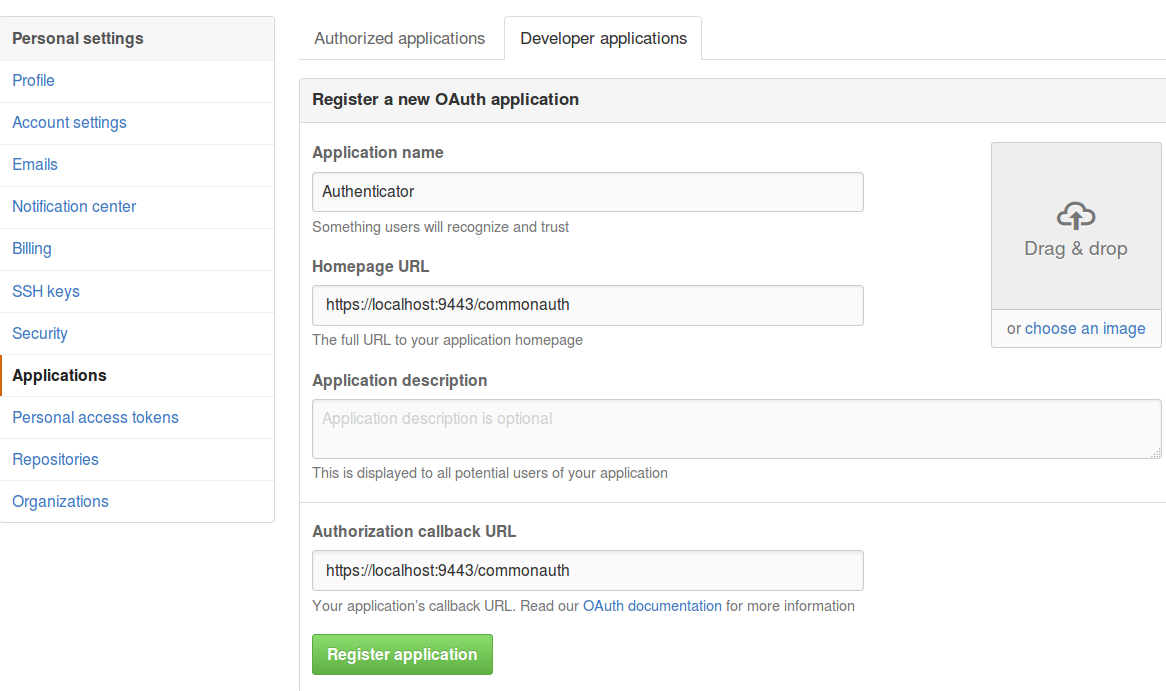 Personal settings
Profile
Account settings
Emails
Notification center
Billing
SSH keys
Security
Applications
Personal access tokens
Repositories
Organizations
Authorized applications
Developer applications
Register a new OAuth application
Application name
Authenticator
Something users will recognize and trust
Homepage URL
https://localhost:9443/commonauth
The full URL to your application homepage
Drag & drop
or choose an image
Application description
Application description is optional
This is displayed to all potential users of your application
Authorization callback URL
https://localhost:9443/commonauth
Your application’s callback URL. Read our OAuth documentation for more information
Register application